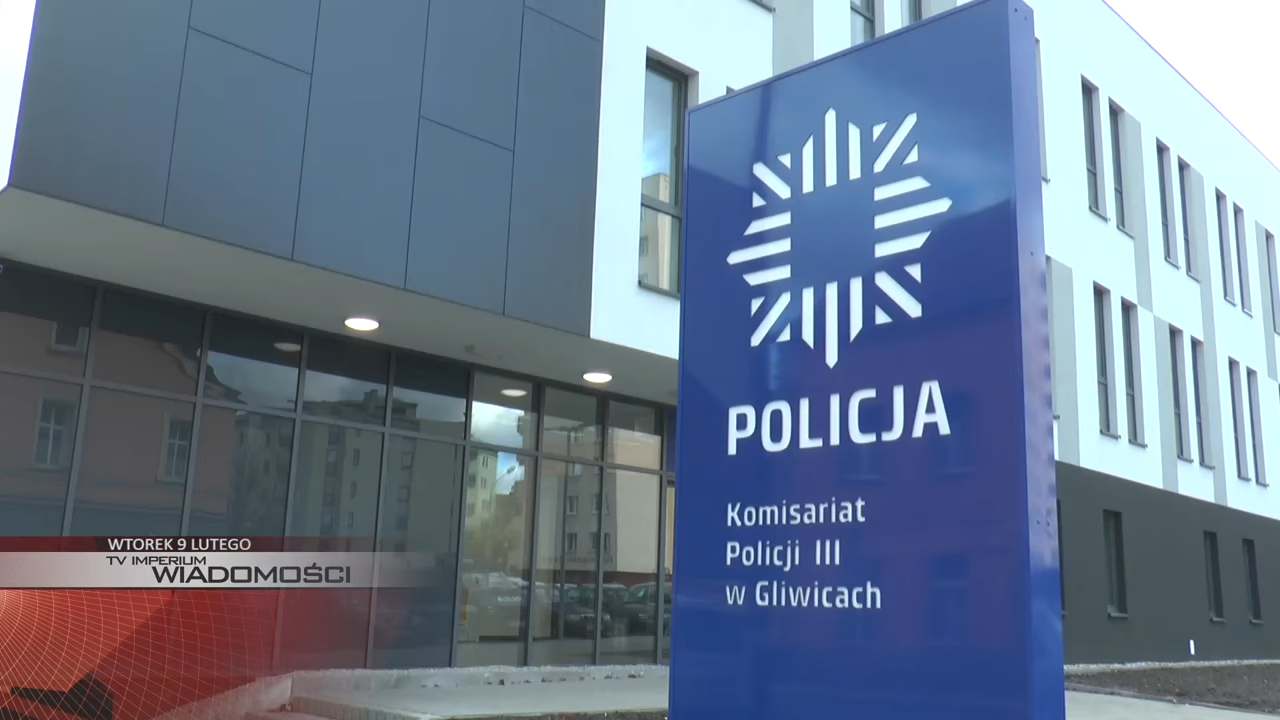 POLICJA
Komisariat
Policji III
w Gliwicach
WTOREK 9 LUTEGO
TV IMPERIUM
WIADOMOŚCI